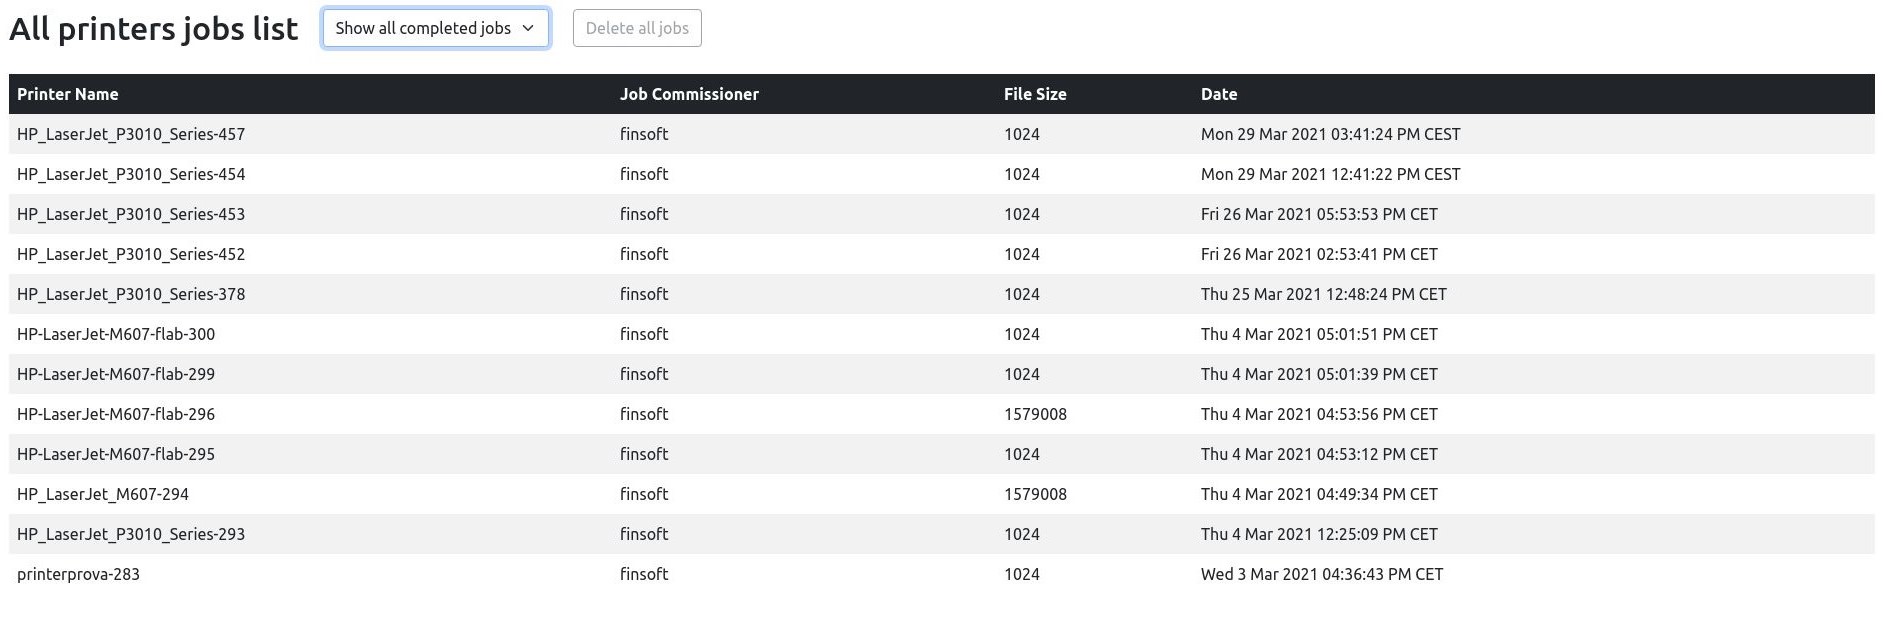 All printers jobs list Show all completed jobs Delete all jobs
Printer Name Job Commissioner File Size Date
HP_LaserJet_P3010_Series-457 finsoft 1024 Mon 29 Mar 2021 03:41:24 PM CEST
HP_LaserJet_P3010_Series-454 finsoft 1024 Mon 29 Mar 2021 12:41:22 PM CEST
HP_LaserJet_P3010_Series-453 finsoft 1024 Fri 26 Mar 2021 05:53:53 PM CET
HP_LaserJet_P3010_Series-452 finsoft 1024 Fri 26 Mar 2021 02:53:41 PM CET
HP_LaserJet_P3010_Series-378 finsoft 1024 Thu 25 Mar 2021 12:48:24 PM CET
HP-LaserJet-M607-flab-300 finsoft 1024 Thu 4 Mar 2021 05:01:51 PM CET
HP-LaserJet-M607-flab-299 finsoft 1024 Thu 4 Mar 2021 05:01:39 PM CET
HP-LaserJet-M607-flab-296 finsoft 1579008 Thu 4 Mar 2021 04:53:56 PM CET
HP-LaserJet-M607-flab-295 finsoft 1024 Thu 4 Mar 2021 04:53:12 PM CET
HP_LaserJet_M607-294 finsoft 1579008 Thu 4 Mar 2021 04:49:34 PM CET
HP_LaserJet_P3010_Series-293 finsoft 1024 Thu 4 Mar 2021 12:25:09 PM CET
printerprova-283 finsoft 1024 Wed 3 Mar 2021 04:36:43 PM CET